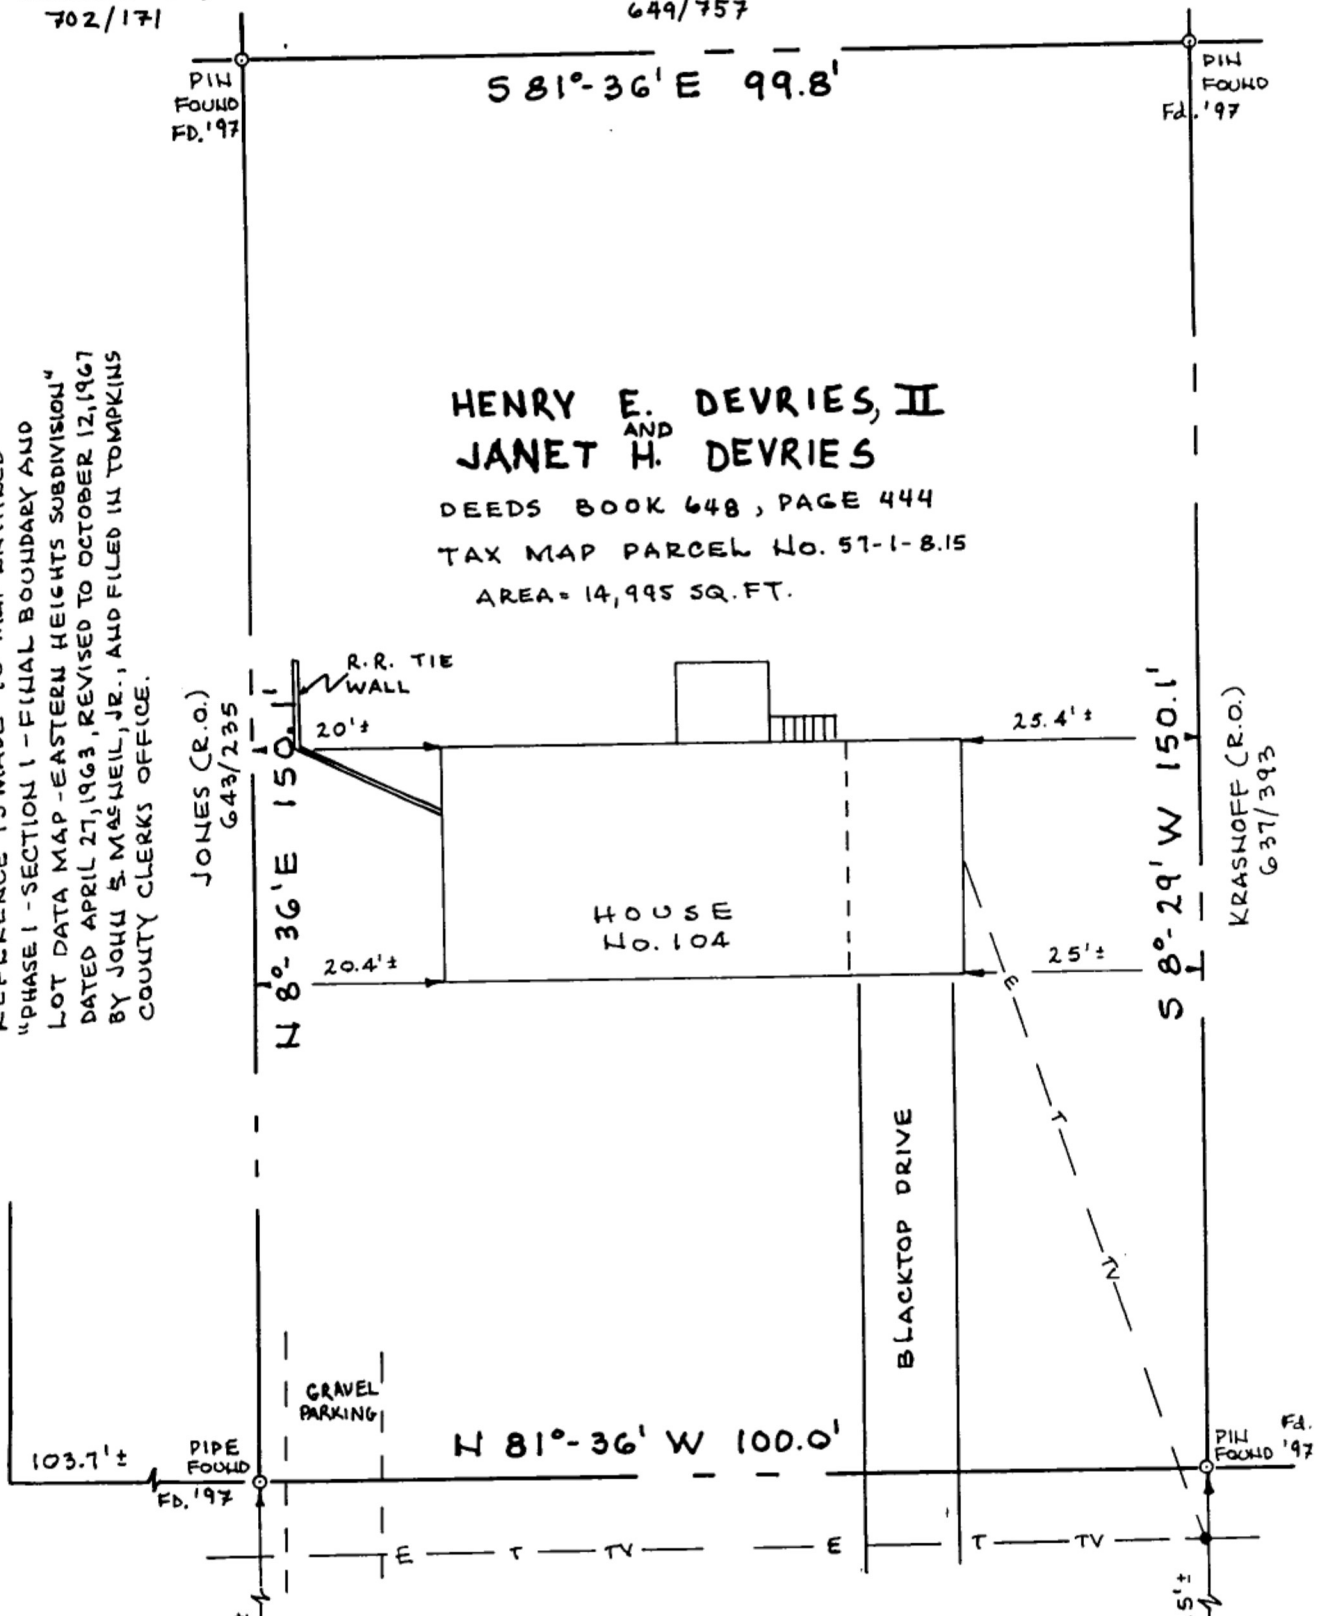 702/171
649/757
PIN
FOUND
FD. '97
S 81°-36' E 99.8'
PIN
FOUND
Fd. '97
"PHASE I - SECTION 1 - FINAL BOUNDARY AND
LOT DATA MAP - EASTERN HEIGHTS SUBDIVISION"
DATED APRIL 27, 1963, REVISED TO OCTOBER 12, 1967
BY JOHN S. MACNEIL, JR., AND FILED IN TOMPKINS
COUNTY CLERKS OFFICE.
HENRY E. DEVRIES, II
AND
JANET H. DEVRIES
DEEDS BOOK 648, PAGE 444
TAX MAP PARCEL No. 57-1-8.15
AREA = 14,995 SQ. FT.
R.R. TIE
WALL
JONES (R.O.)
643/235
N 8°-36' E 150.1'
20'±
25.4'±
S 8°-29' W 150.1'
KRASNOFF (R.O.)
637/393
HOUSE
No. 104
20.4'±
25'±
E
T
TV
BLACKTOP DRIVE
GRAVEL
PARKING
N 81°-36' W 100.0'
103.7'±
PIPE
FOUND
FD. '97
PIN
FOUND
Fd.
'97
E T TV E T TV
5'±